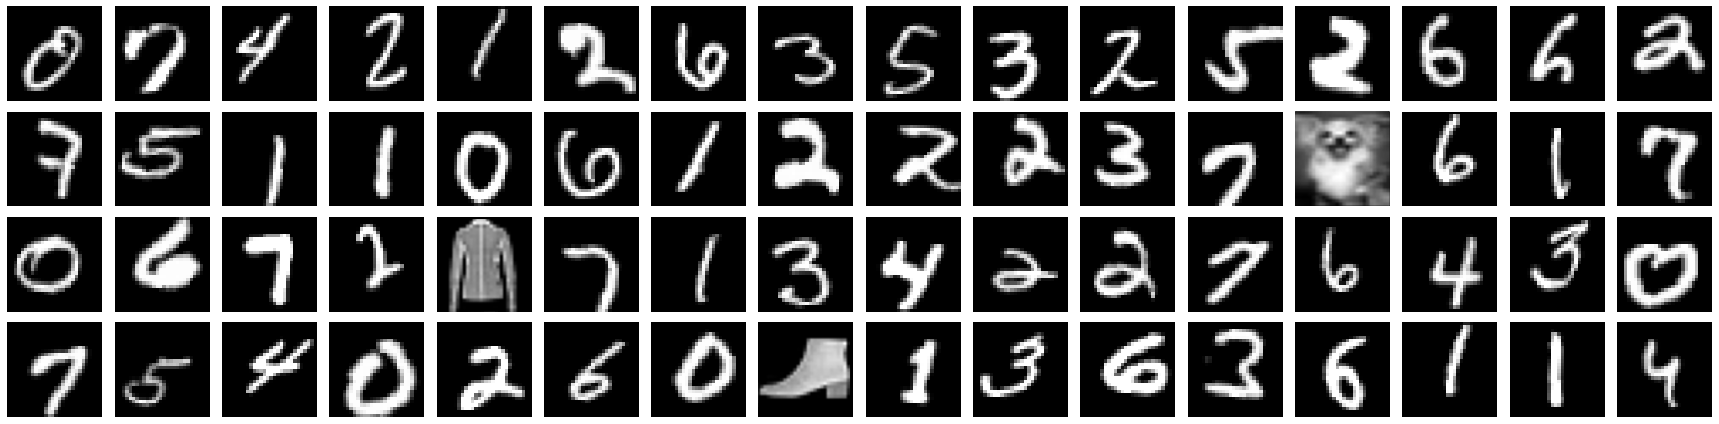 0 7 4 2 1 2 6 3 5 3 2 5 2 6 6 2
7 5 1 1 0 6 1 2 2 2 3 7 6 1 7
0 6 7 2 7 1 3 4 2 2 7 6 4 3 0
7 5 4 0 2 6 0 1 3 6 3 6 1 1 4